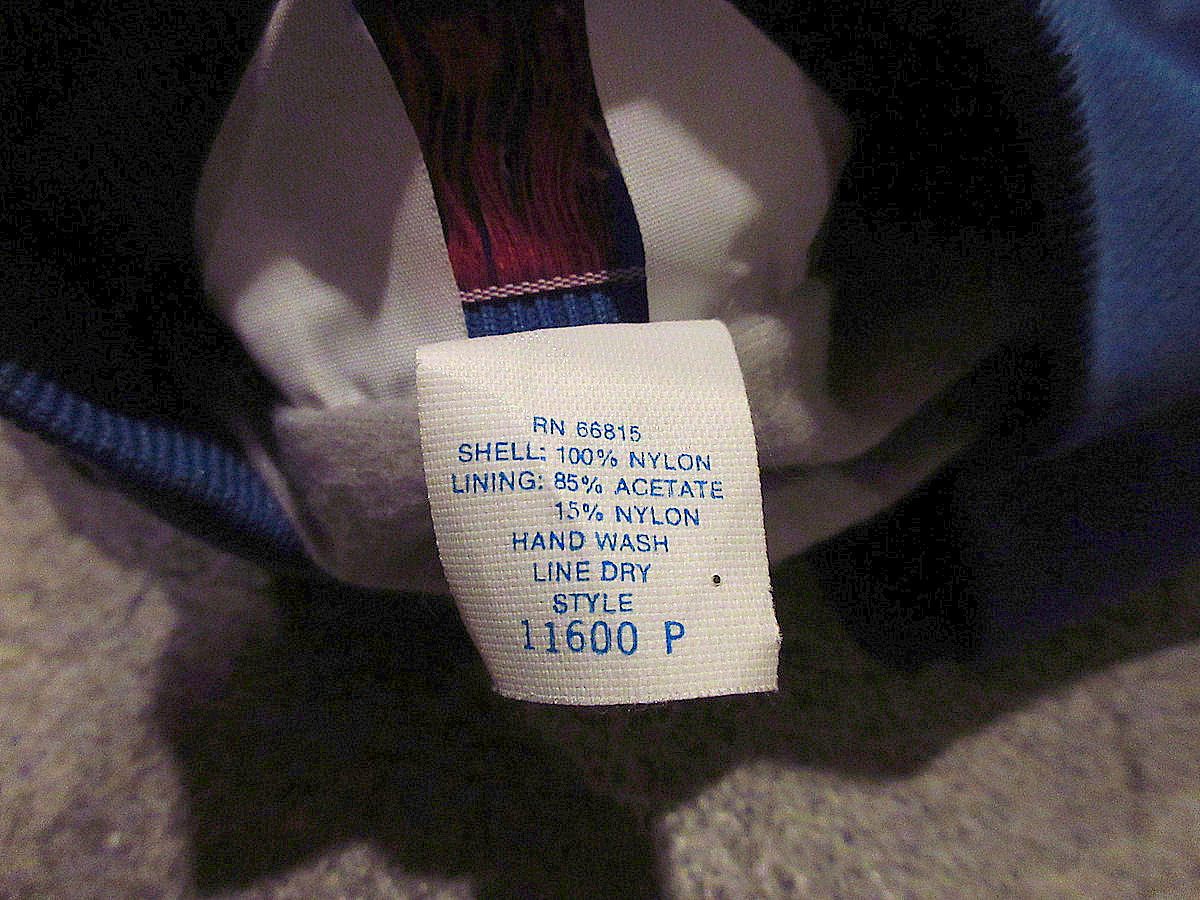 RN 66815
SHELL: 100% NYLON
LINING: 85% ACETATE
15% NYLON
HAND WASH
LINE DRY
STYLE
11600 P